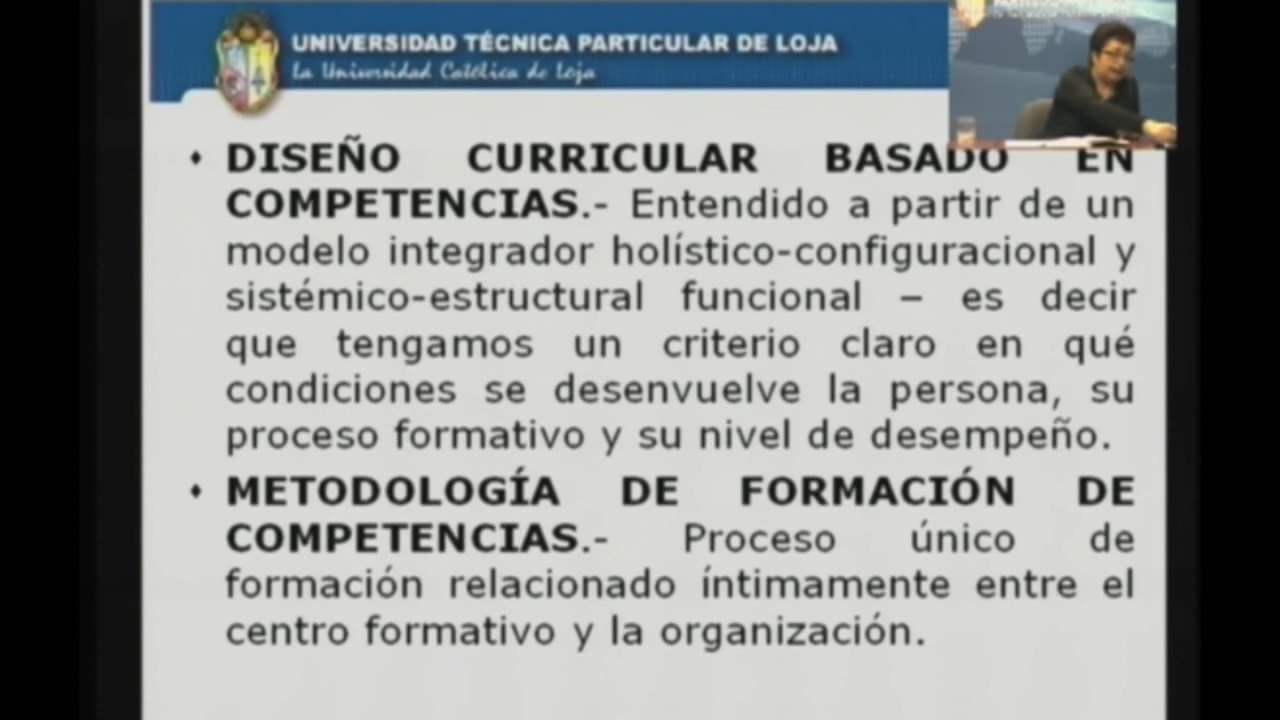 UNIVERSIDAD TÉCNICA PARTICULAR DE LOJA
La Universidad Católica de Loja
♦ DISEÑO CURRICULAR BASADO EN
COMPETENCIAS.- Entendido a partir de un
modelo integrador holístico-configuracional y
sistémico-estructural funcional – es decir
que tengamos un criterio claro en qué
condiciones se desenvuelve la persona, su
proceso formativo y su nivel de desempeño.
♦ METODOLOGÍA DE FORMACIÓN DE
COMPETENCIAS.- Proceso único de
formación relacionado íntimamente entre el
centro formativo y la organización.